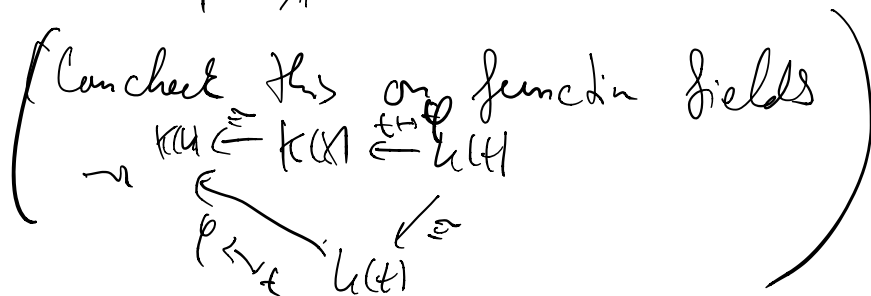 (Can check this on function fields)
K(U) ≅← K(X) t↦φ ← k(t)
φ ↤ t k(t) ≅